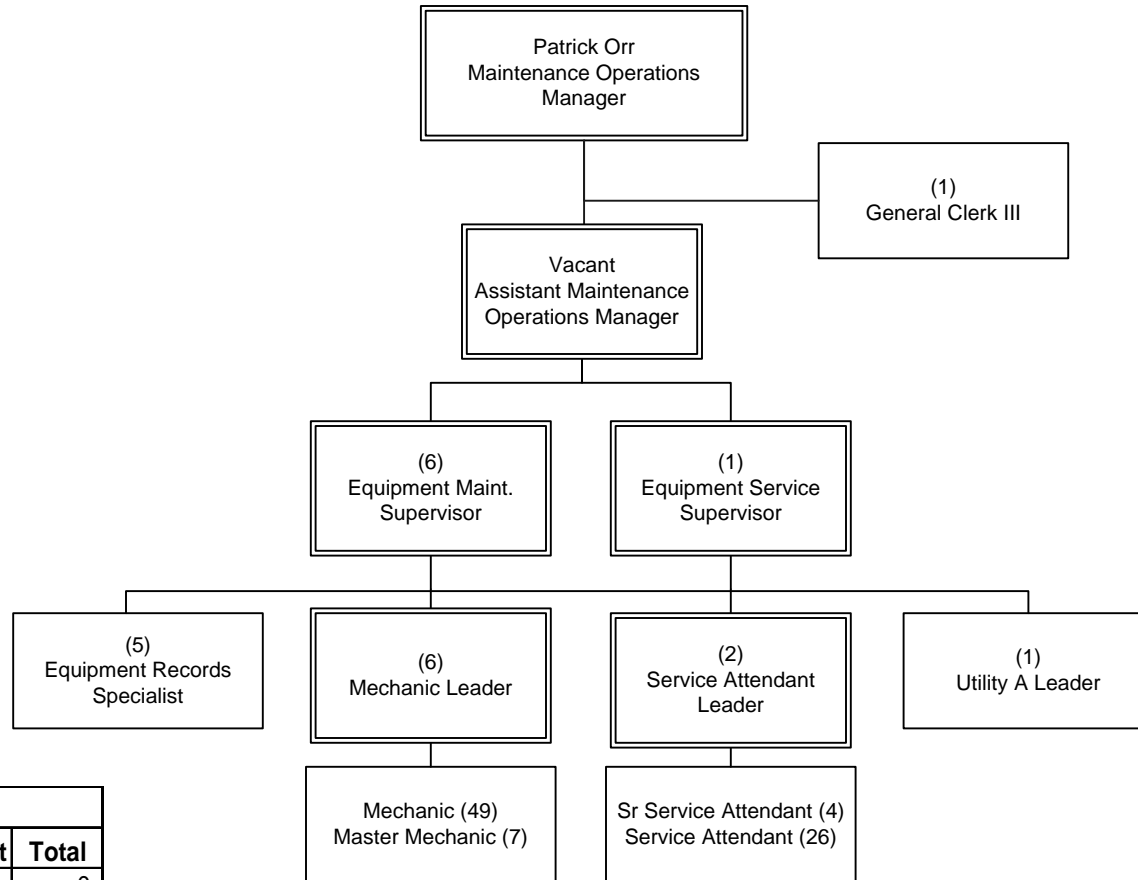 Patrick Orr
Maintenance Operations
Manager
(1)
General Clerk III
Vacant
Assistant Maintenance
Operations Manager
(6)
Equipment Maint.
Supervisor
(1)
Equipment Service
Supervisor
(5)
Equipment Records
Specialist
(6)
Mechanic Leader
(2)
Service Attendant
Leader
(1)
Utility A Leader
Mechanic (49)
Master Mechanic (7)
Sr Service Attendant (4)
Service Attendant (26)
Total